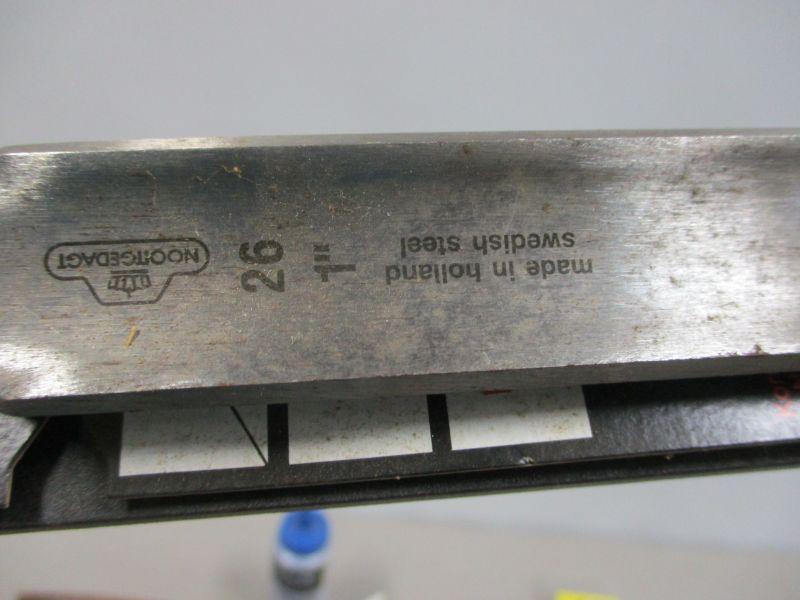 NOOITGEDAGT
26
1"
made in holland
swedish steel